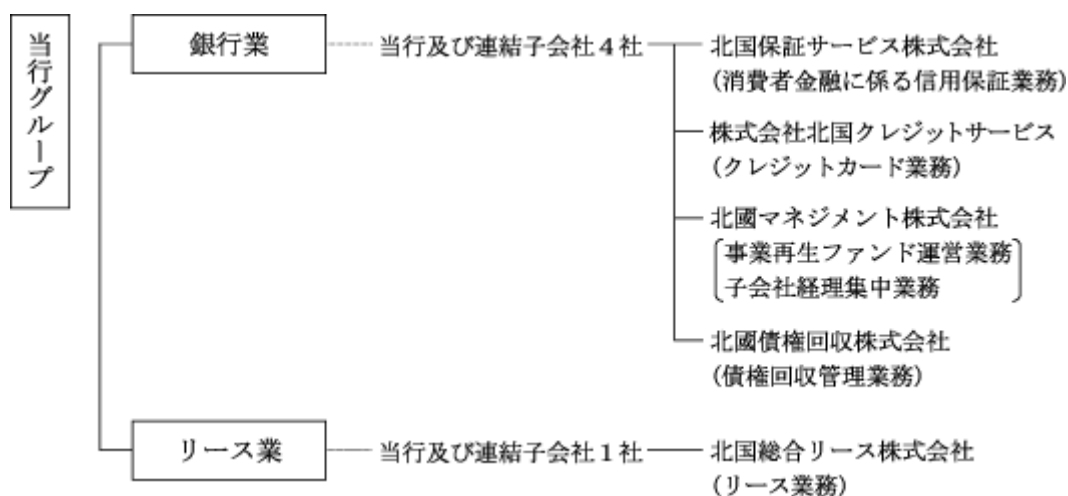 当行グループ
銀行業
当行及び連結子会社4社
北国保証サービス株式会社
(消費者金融に係る信用保証業務)
株式会社北国クレジットサービス
(クレジットカード業務)
北國マネジメント株式会社
事業再生ファンド運営業務
子会社経理集中業務
北國債権回収株式会社
(債権回収管理業務)
リース業
当行及び連結子会社1社
北国総合リース株式会社
(リース業務)